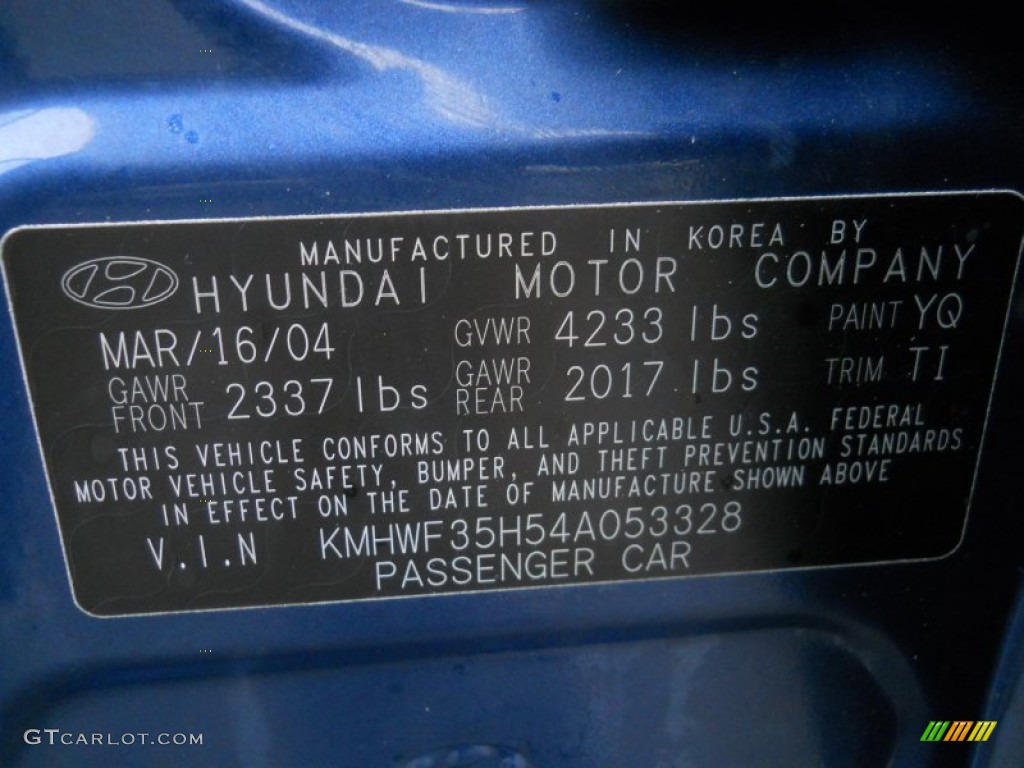 MANUFACTURED IN KOREA BY
HYUNDAI MOTOR COMPANY
MAR/16/04 GVWR 4233 lbs PAINT YQ
GAWR FRONT 2337 lbs GAWR REAR 2017 lbs TRIM TI
THIS VEHICLE CONFORMS TO ALL APPLICABLE U.S.A. FEDERAL
MOTOR VEHICLE SAFETY, BUMPER, AND THEFT PREVENTION STANDARDS
IN EFFECT ON THE DATE OF MANUFACTURE SHOWN ABOVE
V.I.N KMHWF35H54A053328
PASSENGER CAR
GTCARLOT.COM